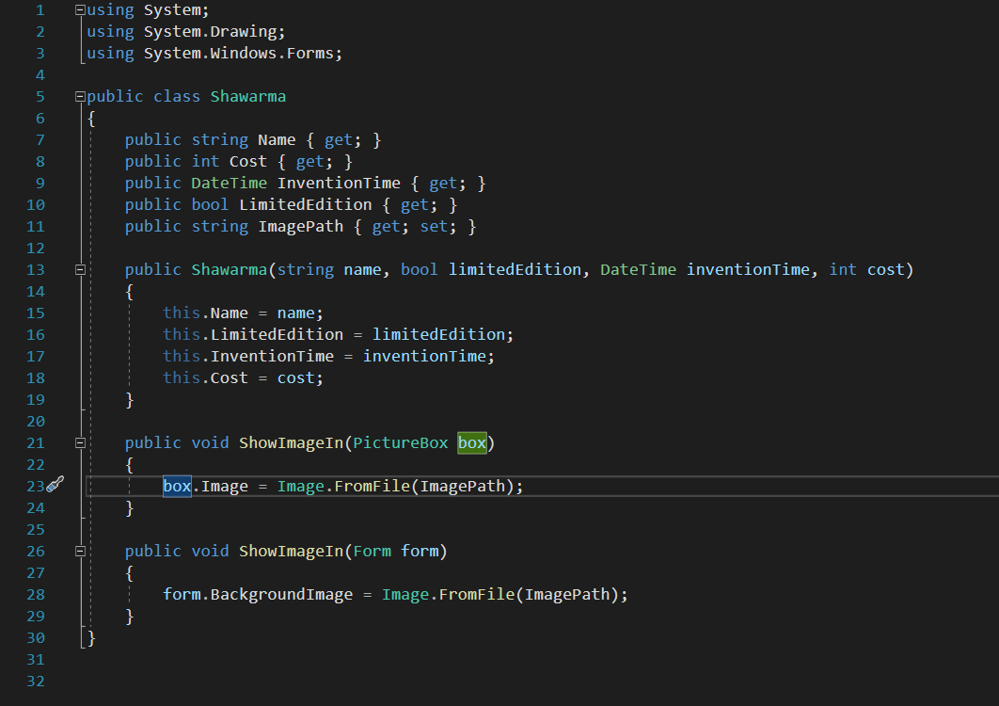 1 using System;
2 using System.Drawing;
3 using System.Windows.Forms;
4
5 public class Shawarma
6 {
7     public string Name { get; }
8     public int Cost { get; }
9     public DateTime InventionTime { get; }
10     public bool LimitedEdition { get; }
11     public string ImagePath { get; set; }
12
13     public Shawarma(string name, bool limitedEdition, DateTime inventionTime, int cost)
14     {
15         this.Name = name;
16         this.LimitedEdition = limitedEdition;
17         this.InventionTime = inventionTime;
18         this.Cost = cost;
19     }
20
21     public void ShowImageIn(PictureBox box)
22     {
23         box.Image = Image.FromFile(ImagePath);
24     }
25
26     public void ShowImageIn(Form form)
27     {
28         form.BackgroundImage = Image.FromFile(ImagePath);
29     }
30 }
31
32